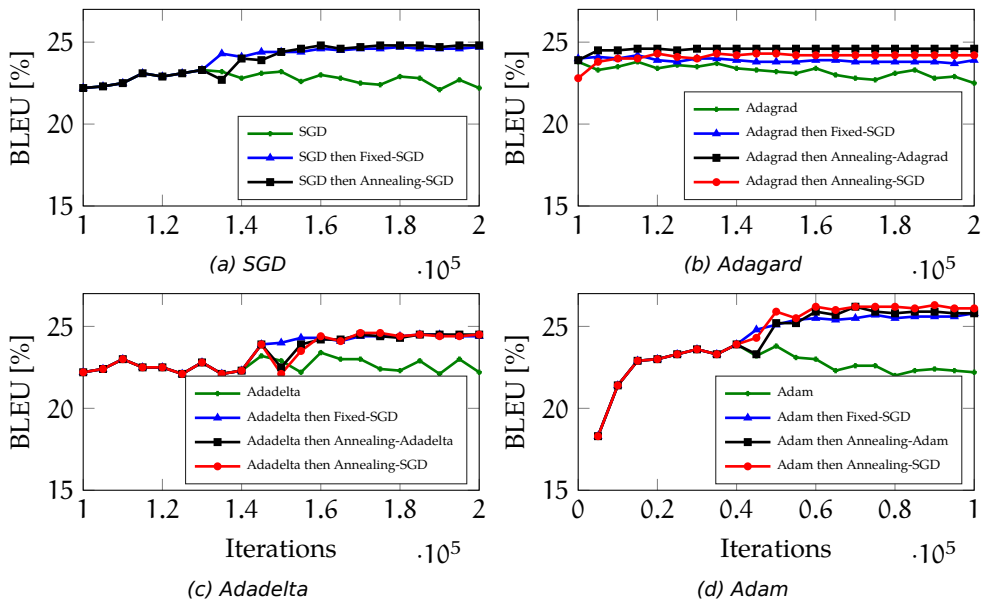 BLEU [%]
25
22
20
15
SGD
SGD then Fixed-SGD
SGD then Annealing-SGD
1 1.2 1.4 1.6 1.8 2
·10^5
(a) SGD
BLEU [%]
25
20
15
Adagrad
Adagrad then Fixed-SGD
Adagrad then Annealing-Adagrad
Adagrad then Annealing-SGD
1 1.2 1.4 1.6 1.8 2
·10^5
(b) Adagard
BLEU [%]
25
20
15
Adadelta
Adadelta then Fixed-SGD
Adadelta then Annealing-Adadelta
Adadelta then Annealing-SGD
1 1.2 1.4 1.6 1.8 2
Iterations
·10^5
(c) Adadelta
BLEU [%]
25
20
15
Adam
Adam then Fixed-SGD
Adam then Annealing-Adam
Adam then Annealing-SGD
0 0.2 0.4 0.6 0.8 1
Iterations
·10^5
(d) Adam